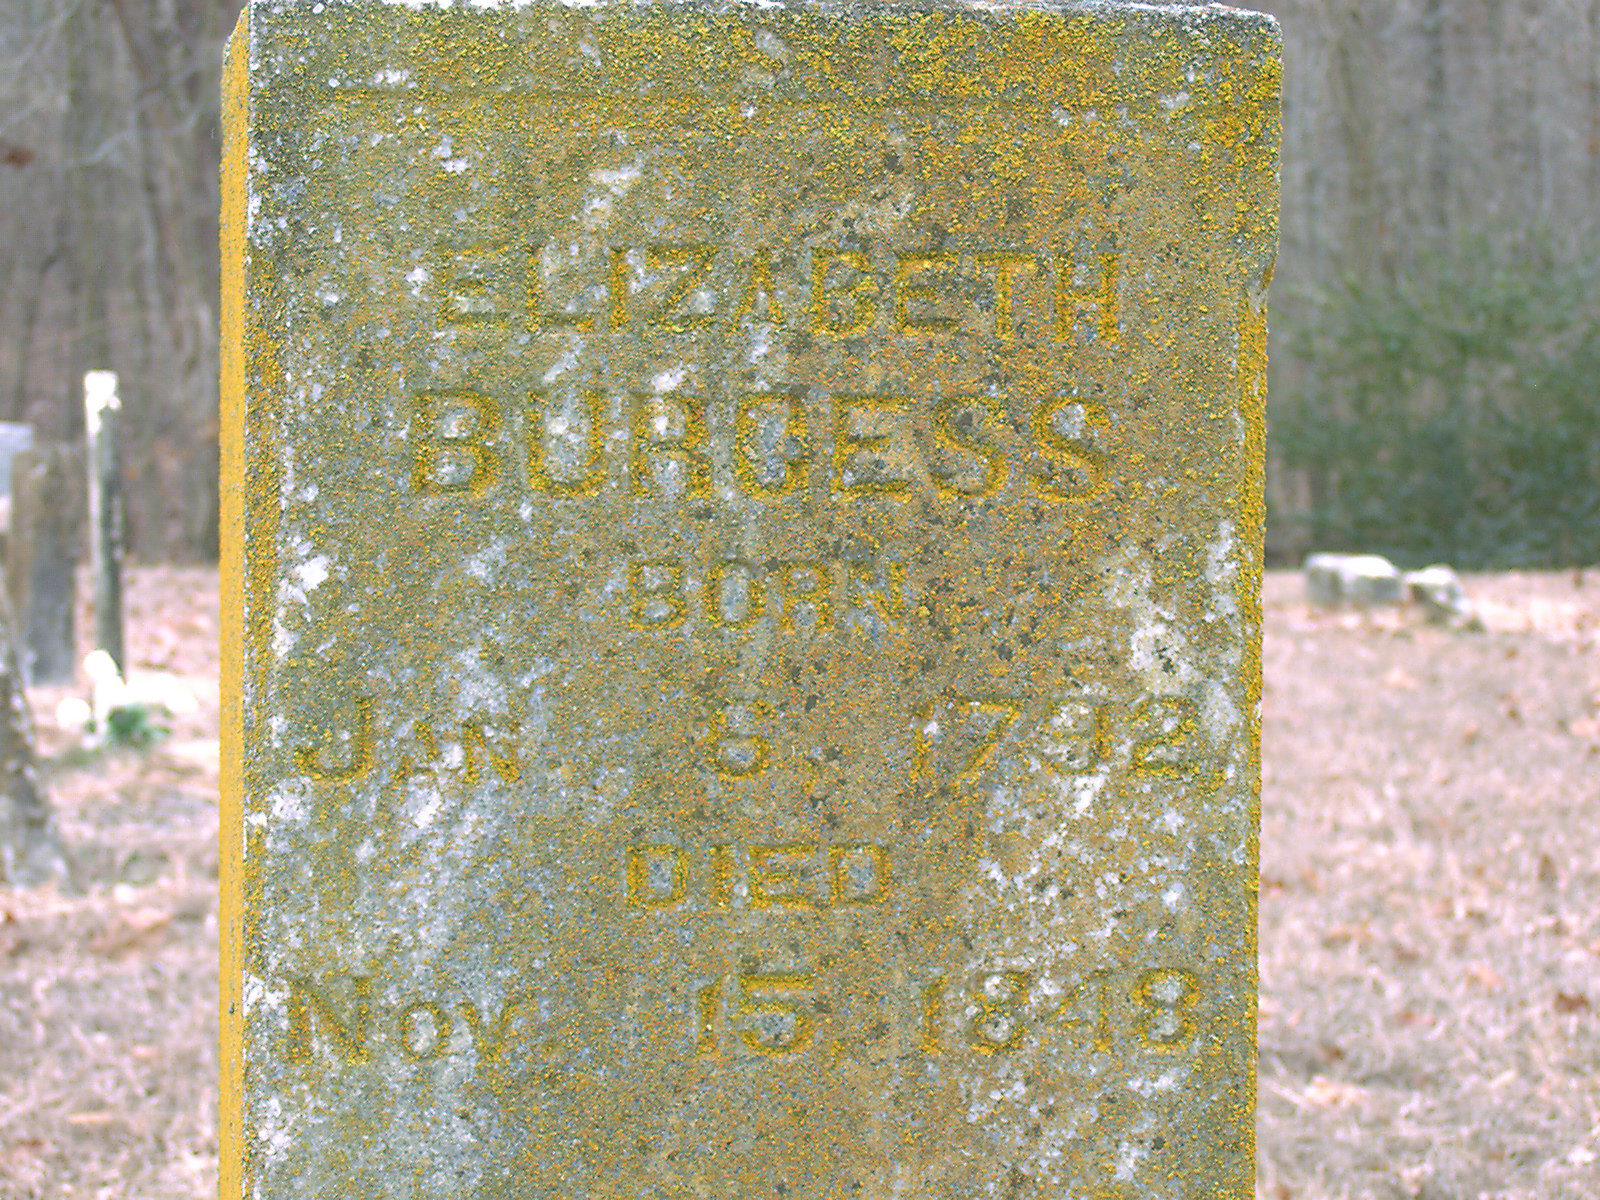 ELIZABETH
BURGESS
BORN
JAN 6, 1792
DIED
NOV. 15, 1848